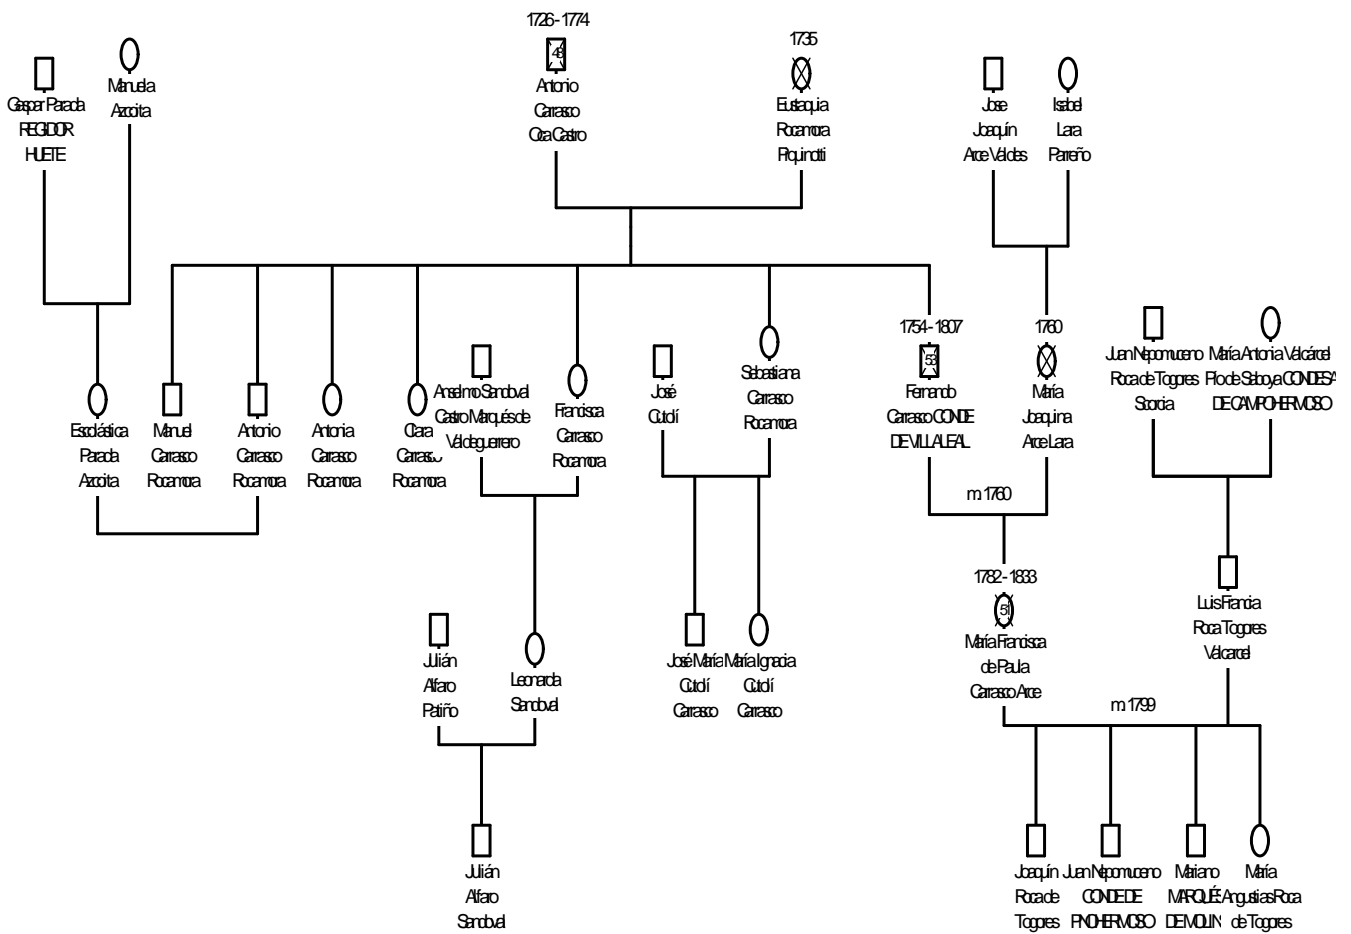 1726 - 1774
48
Antonio
Carrasco
Oca Castro
1735
Eustaquia
Rocamora
Piquinotti
Gaspar Parada
REGIDOR
HUETE
Manuela
Azcoita
Jose
Joaquín
Arce Valdes
Isabel
Lara
Parreño
Escolástica
Parada
Azcoita
Manuel
Carrasco
Rocamora
Antonio
Carrasco
Rocamora
Antonia
Carrasco
Rocamora
Clara
Carrasco
Rocamora
Anselmo Sandoval
Castro Marqués de
Valdeguerrero
Francisca
Carrasco
Rocamora
José
Cutolí
Sebastiana
Carrasco
Rocamora
1754 - 1807
53
Fernando
Carrasco CONDE
DE VILLALEAL
1760
María
Joaquina
Arce Lara
Juan Nepomuceno
Roca de Togores
Scorcia
María Antonia Valcárcel
Pío de Saboya CONDESA
DE CAMPOHERMOSO
m. 1760
1782 - 1833
51
María Francisca
de Paula
Carrasco Arce
Luis Francia
Roca Togores
Valcarcel
Julián
Alfaro
Patiño
Leonarda
Sandoval
José María
Cutolí
Carrasco
María Ignacia
Cutolí
Carrasco
m. 1799
Julián
Alfaro
Sandoval
Joaquín
Roca de
Togores
Juan Nepomuceno
CONDE DE
PINOHERMOSO
Mariano
MARQUÉS
DE MOLIN
María
Angustias Roca
de Togores